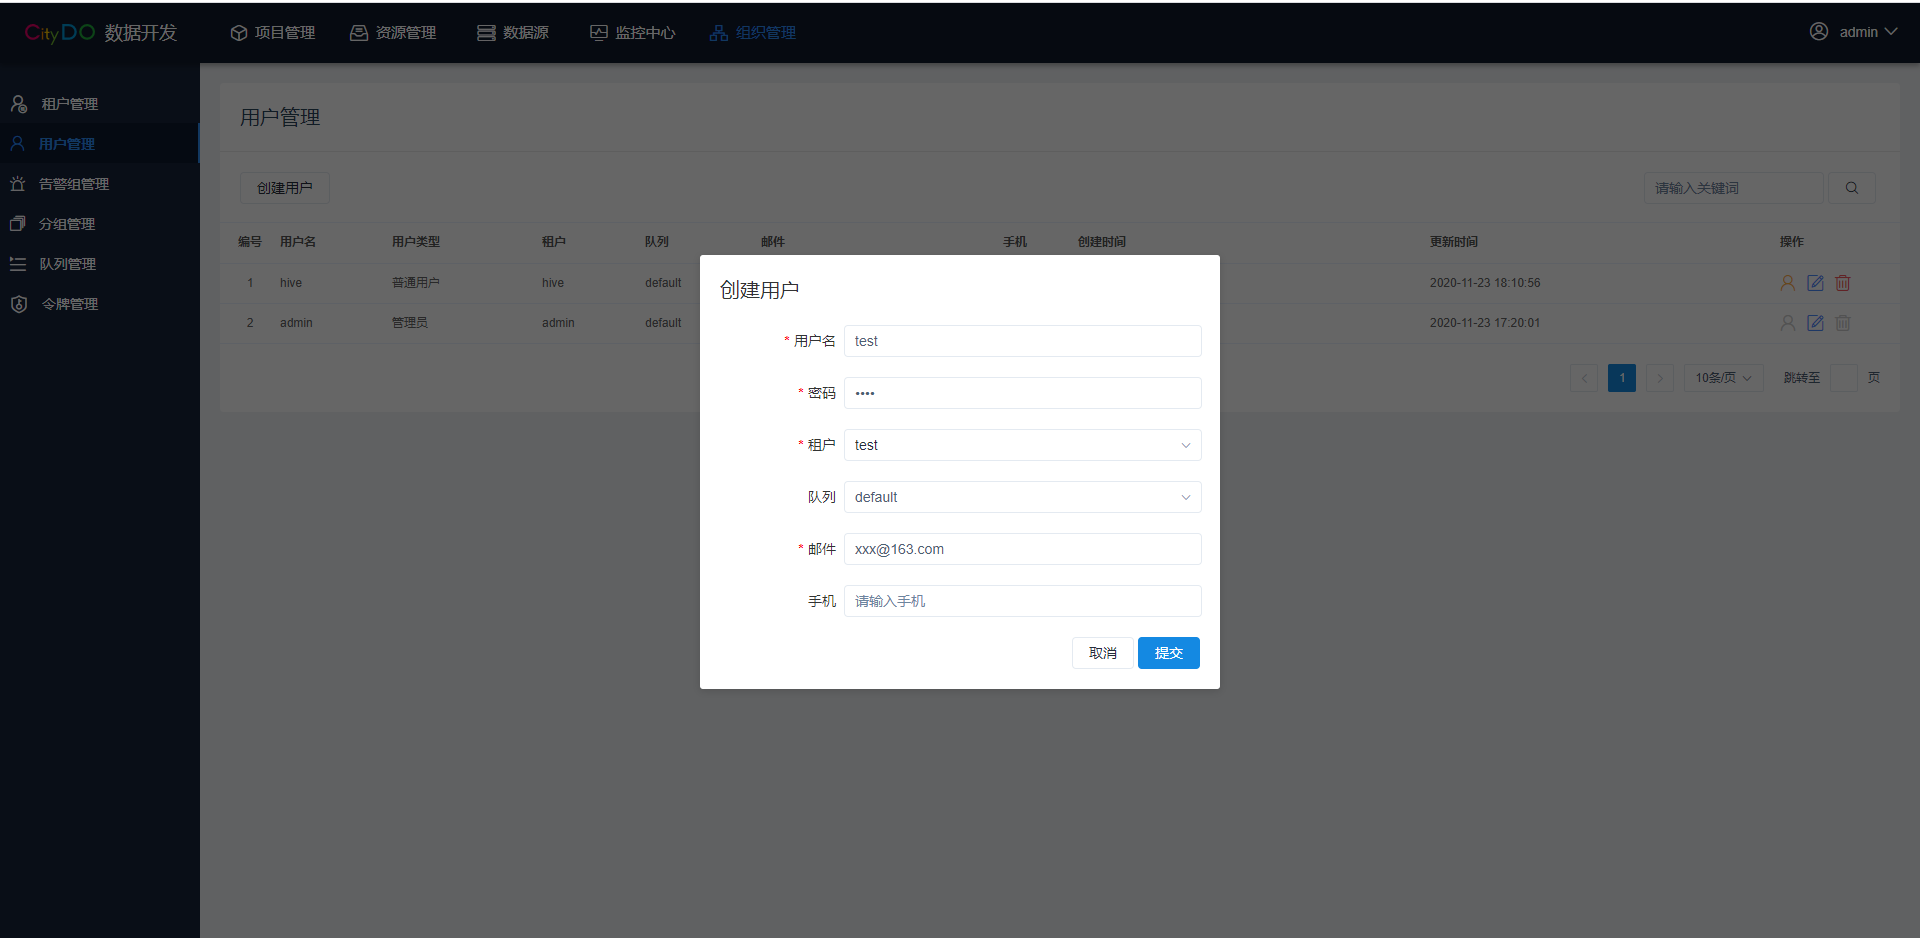 CityDO 数据开发 项目管理 资源管理 数据源 监控中心 组织管理 admin
租户管理
用户管理
告警组管理
分组管理
队列管理
令牌管理
用户管理
创建用户 请输入关键词
编号 用户名 用户类型 租户 队列 邮件 手机 创建时间 更新时间 操作
1 hive 普通用户 hive default 2020-11-23 18:10:56
2 admin 管理员 admin default 2020-11-23 17:20:01
1 10条/页 跳转至 页
创建用户
* 用户名 test
* 密码 ••••
* 租户 test
队列 default
* 邮件 xxx@163.com
手机 请输入手机
取消 提交